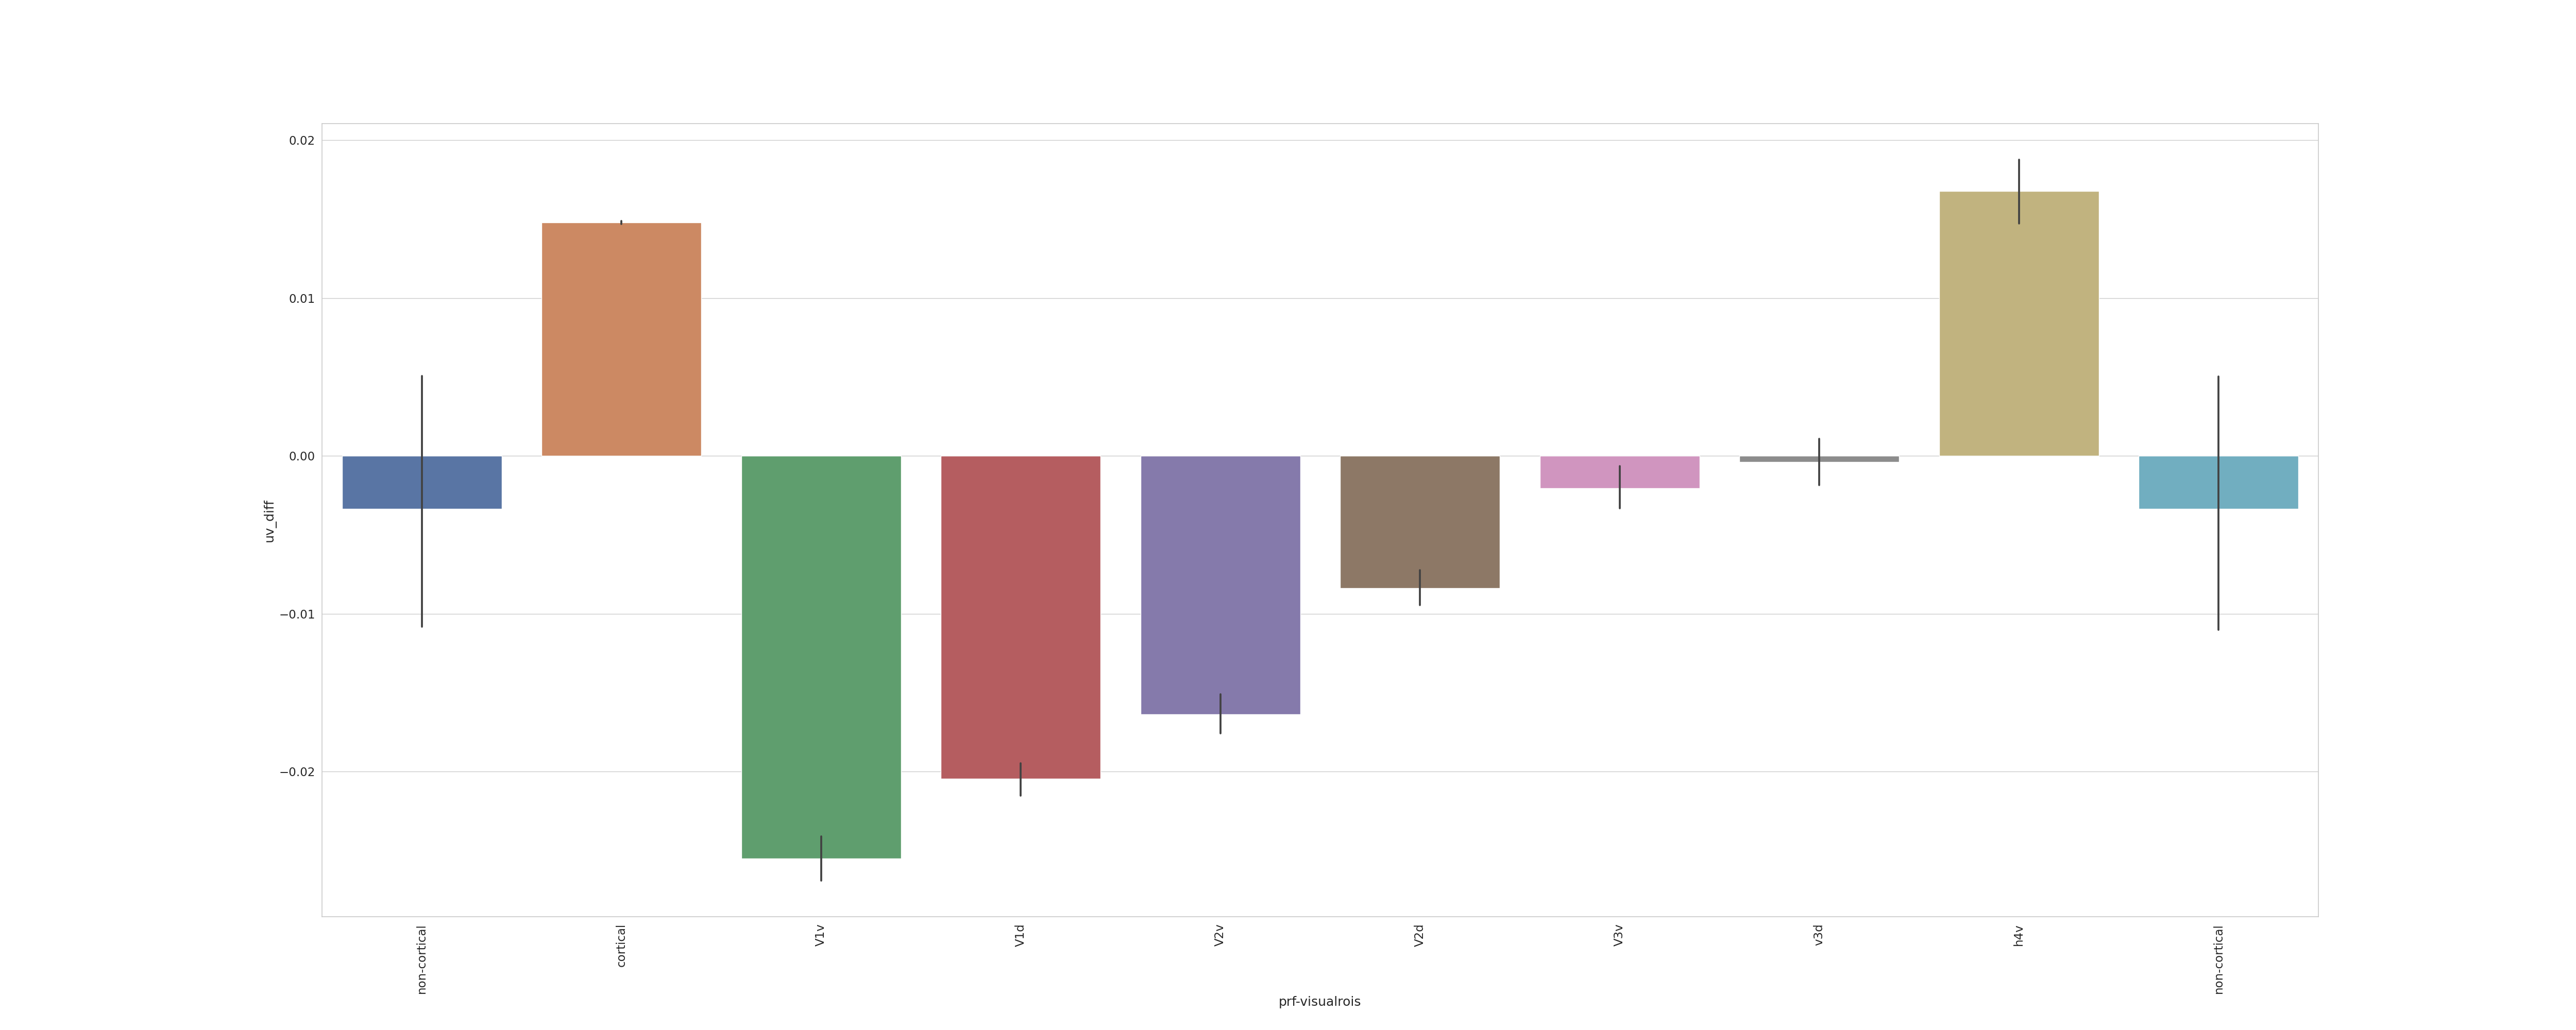 0.02
0.01
0.00
−0.01
−0.02
uv_diff
non-cortical
cortical
V1v
V1d
V2v
V2d
V3v
v3d
h4v
non-cortical
prf-visualrois